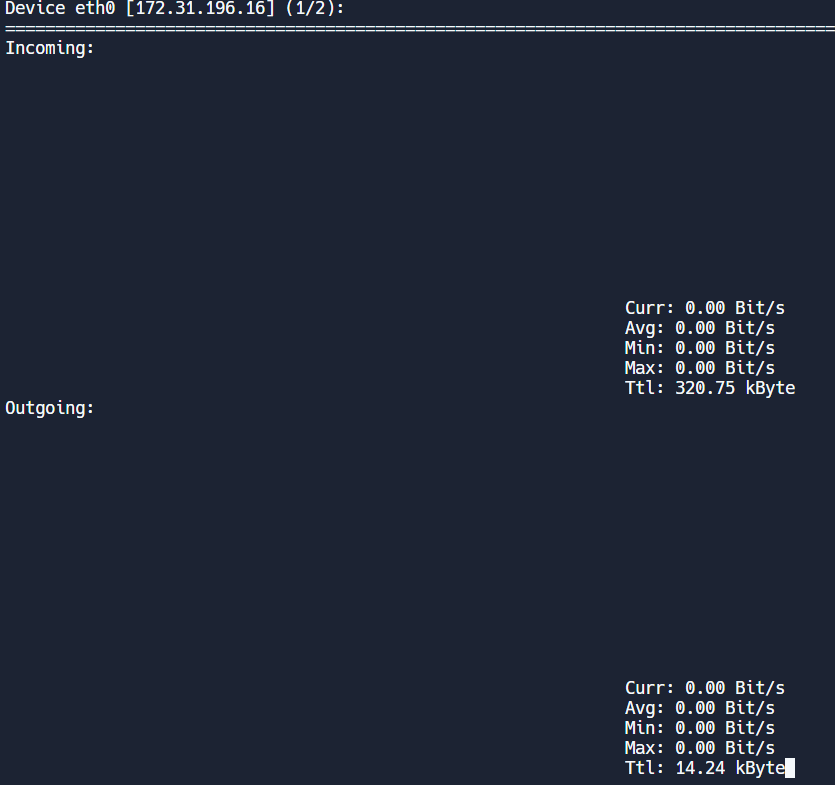 Device eth0 [172.31.196.16] (1/2):
================================================================================
Incoming:
Curr: 0.00 Bit/s
Avg: 0.00 Bit/s
Min: 0.00 Bit/s
Max: 0.00 Bit/s
Ttl: 320.75 kByte
Outgoing:
Curr: 0.00 Bit/s
Avg: 0.00 Bit/s
Min: 0.00 Bit/s
Max: 0.00 Bit/s
Ttl: 14.24 kByte